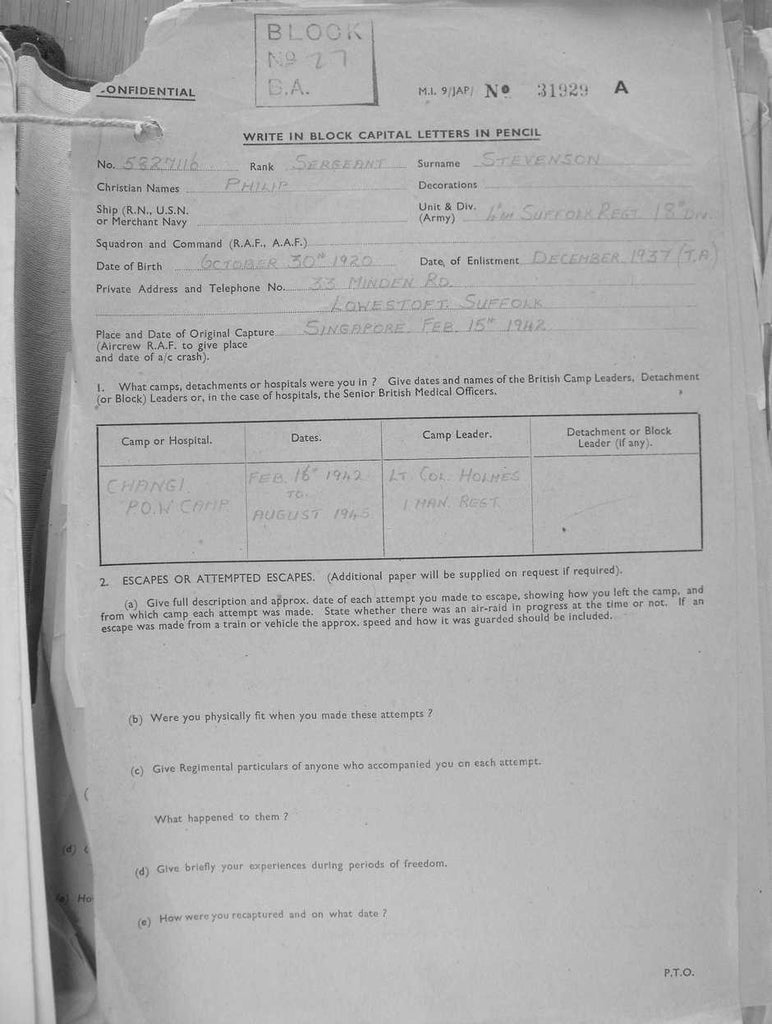 BLOCK
No 27
B.A.
CONFIDENTIAL
M.I. 9/JAP/ No 31929 A
WRITE IN BLOCK CAPITAL LETTERS IN PENCIL
No. 5827116 Rank SERGEANT Surname STEVENSON
Christian Names PHILIP Decorations
Ship (R.N., U.S.N. or Merchant Navy Unit & Div. (Army) SUFFOLK REGT. 18th DIV.
Squadron and Command (R.A.F., A.A.F.)
Date of Birth OCTOBER 30TH 1920 Date, of Enlistment DECEMBER 1937 (T.A)
Private Address and Telephone No. 33 MINDEN RD.
LOWESTOFT. SUFFOLK
Place and Date of Original Capture SINGAPORE. FEB. 15TH 1942
(Aircrew R.A.F. to give place
and date of a/c crash).
1. What camps, detachments or hospitals were you in ? Give dates and names of the British Camp Leaders, Detachment
(or Block) Leaders or, in the case of hospitals, the Senior British Medical Officers.
Camp or Hospital. Dates. Camp Leader. Detachment or Block Leader (if any).
CHANGI FEB. 16th 1942 LT COL. HOLMES
P.O.W CAMP TO. 1 MAN. REGT.
AUGUST 1945
2. ESCAPES OR ATTEMPTED ESCAPES. (Additional paper will be supplied on request if required).
(a) Give full description and approx. date of each attempt you made to escape, showing how you left the camp, and
from which camp each attempt was made. State whether there was an air-raid in progress at the time or not. If an
escape was made from a train or vehicle the approx. speed and how it was guarded should be included.
(b) Were you physically fit when you made these attempts ?
(c) Give Regimental particulars of anyone who accompanied you on each attempt.
What happened to them ?
(d) Give briefly your experiences during periods of freedom.
(e) How were you recaptured and on what date ?
P.T.O.